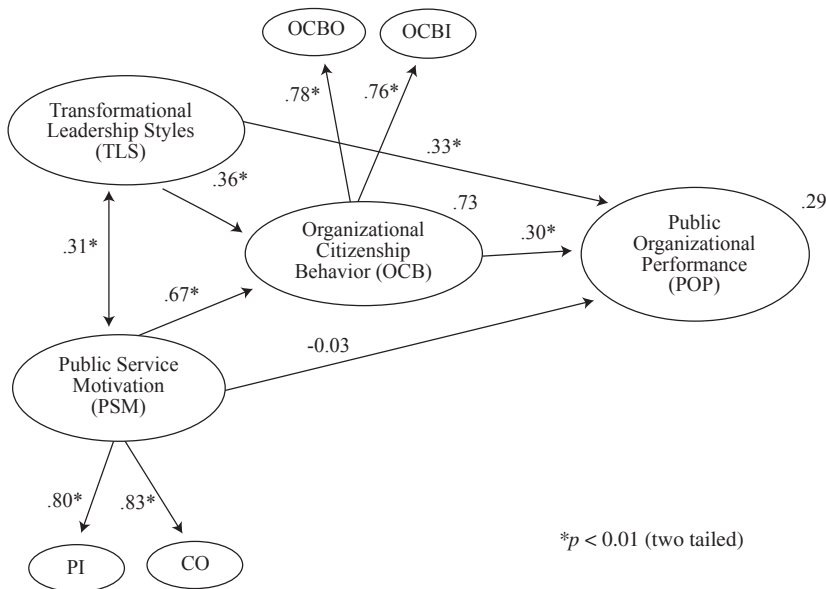 OCBO
OCBI
.78*
.76*
Transformational
Leadership Styles
(TLS)
.33*
.36*
.73
.29
Organizational
Citizenship
Behavior (OCB)
.30*
Public
Organizational
Performance
(POP)
.31*
.67*
-0.03
Public Service
Motivation
(PSM)
.80*
.83*
*p < 0.01 (two tailed)
PI
CO